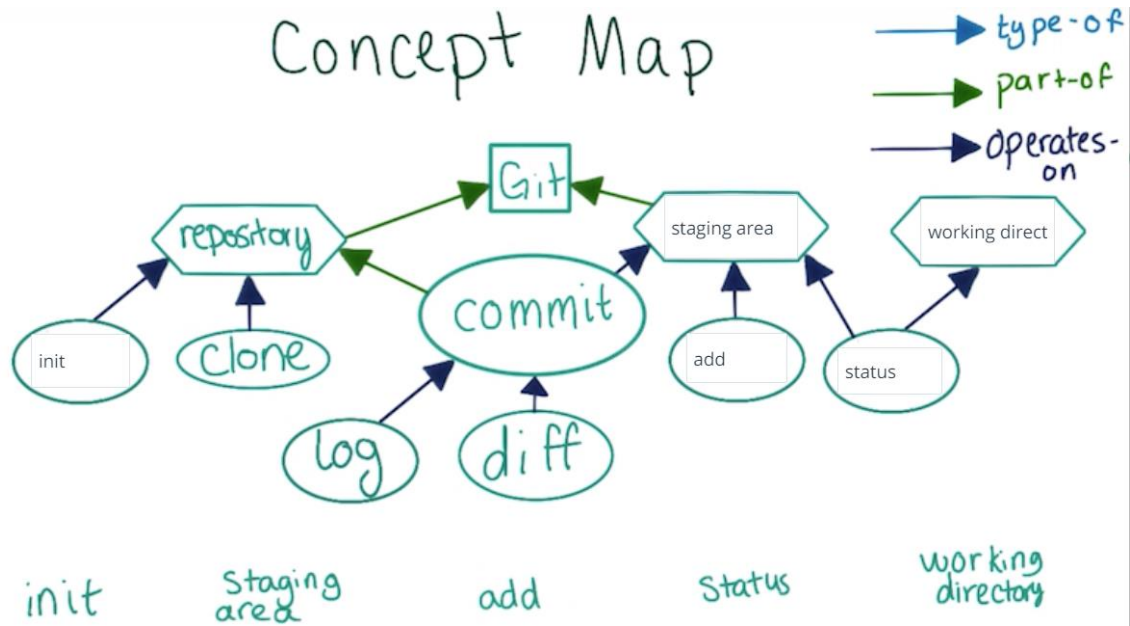 Concept Map
type-of
part-of
operates-
on
Git
repository
staging area
working direct
commit
init
clone
add
status
log
diff
init
Staging
area
add
Status
working
directory